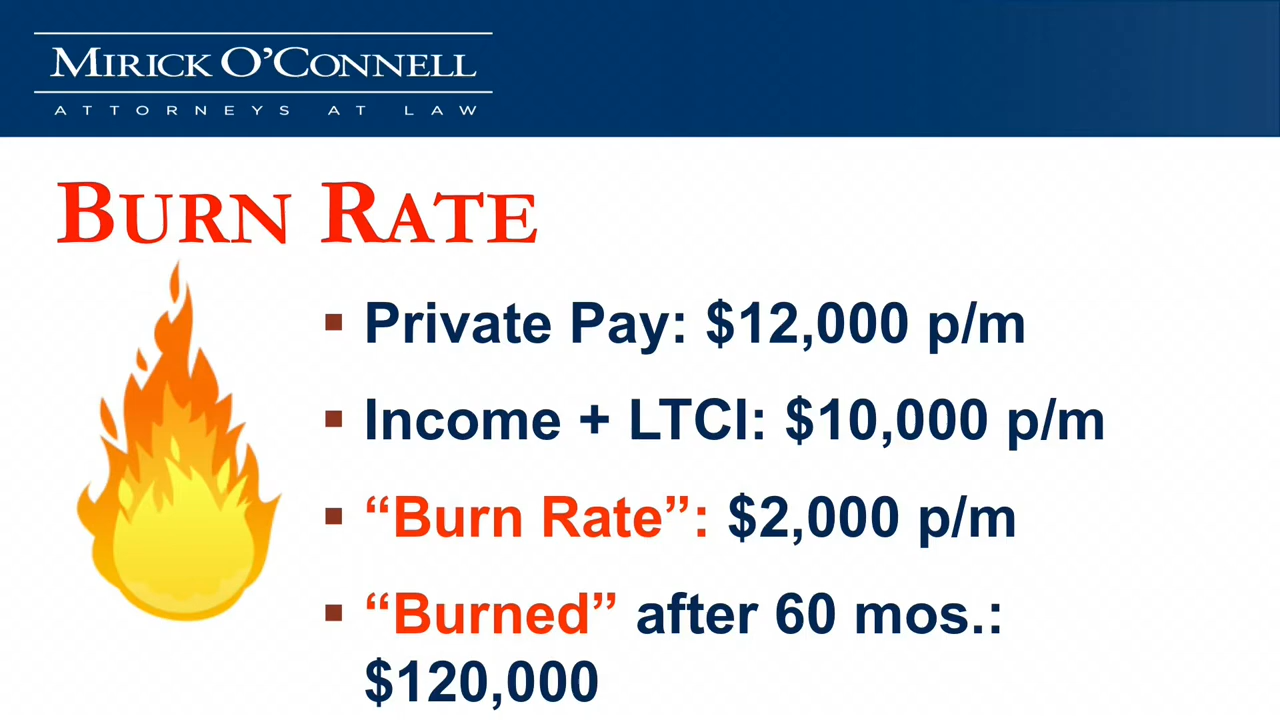 MIRICK O’CONNELL
ATTORNEYS AT LAW
BURN RATE
▪ Private Pay: $12,000 p/m
▪ Income + LTCI: $10,000 p/m
▪ “Burn Rate”: $2,000 p/m
▪ “Burned” after 60 mos.:
$120,000